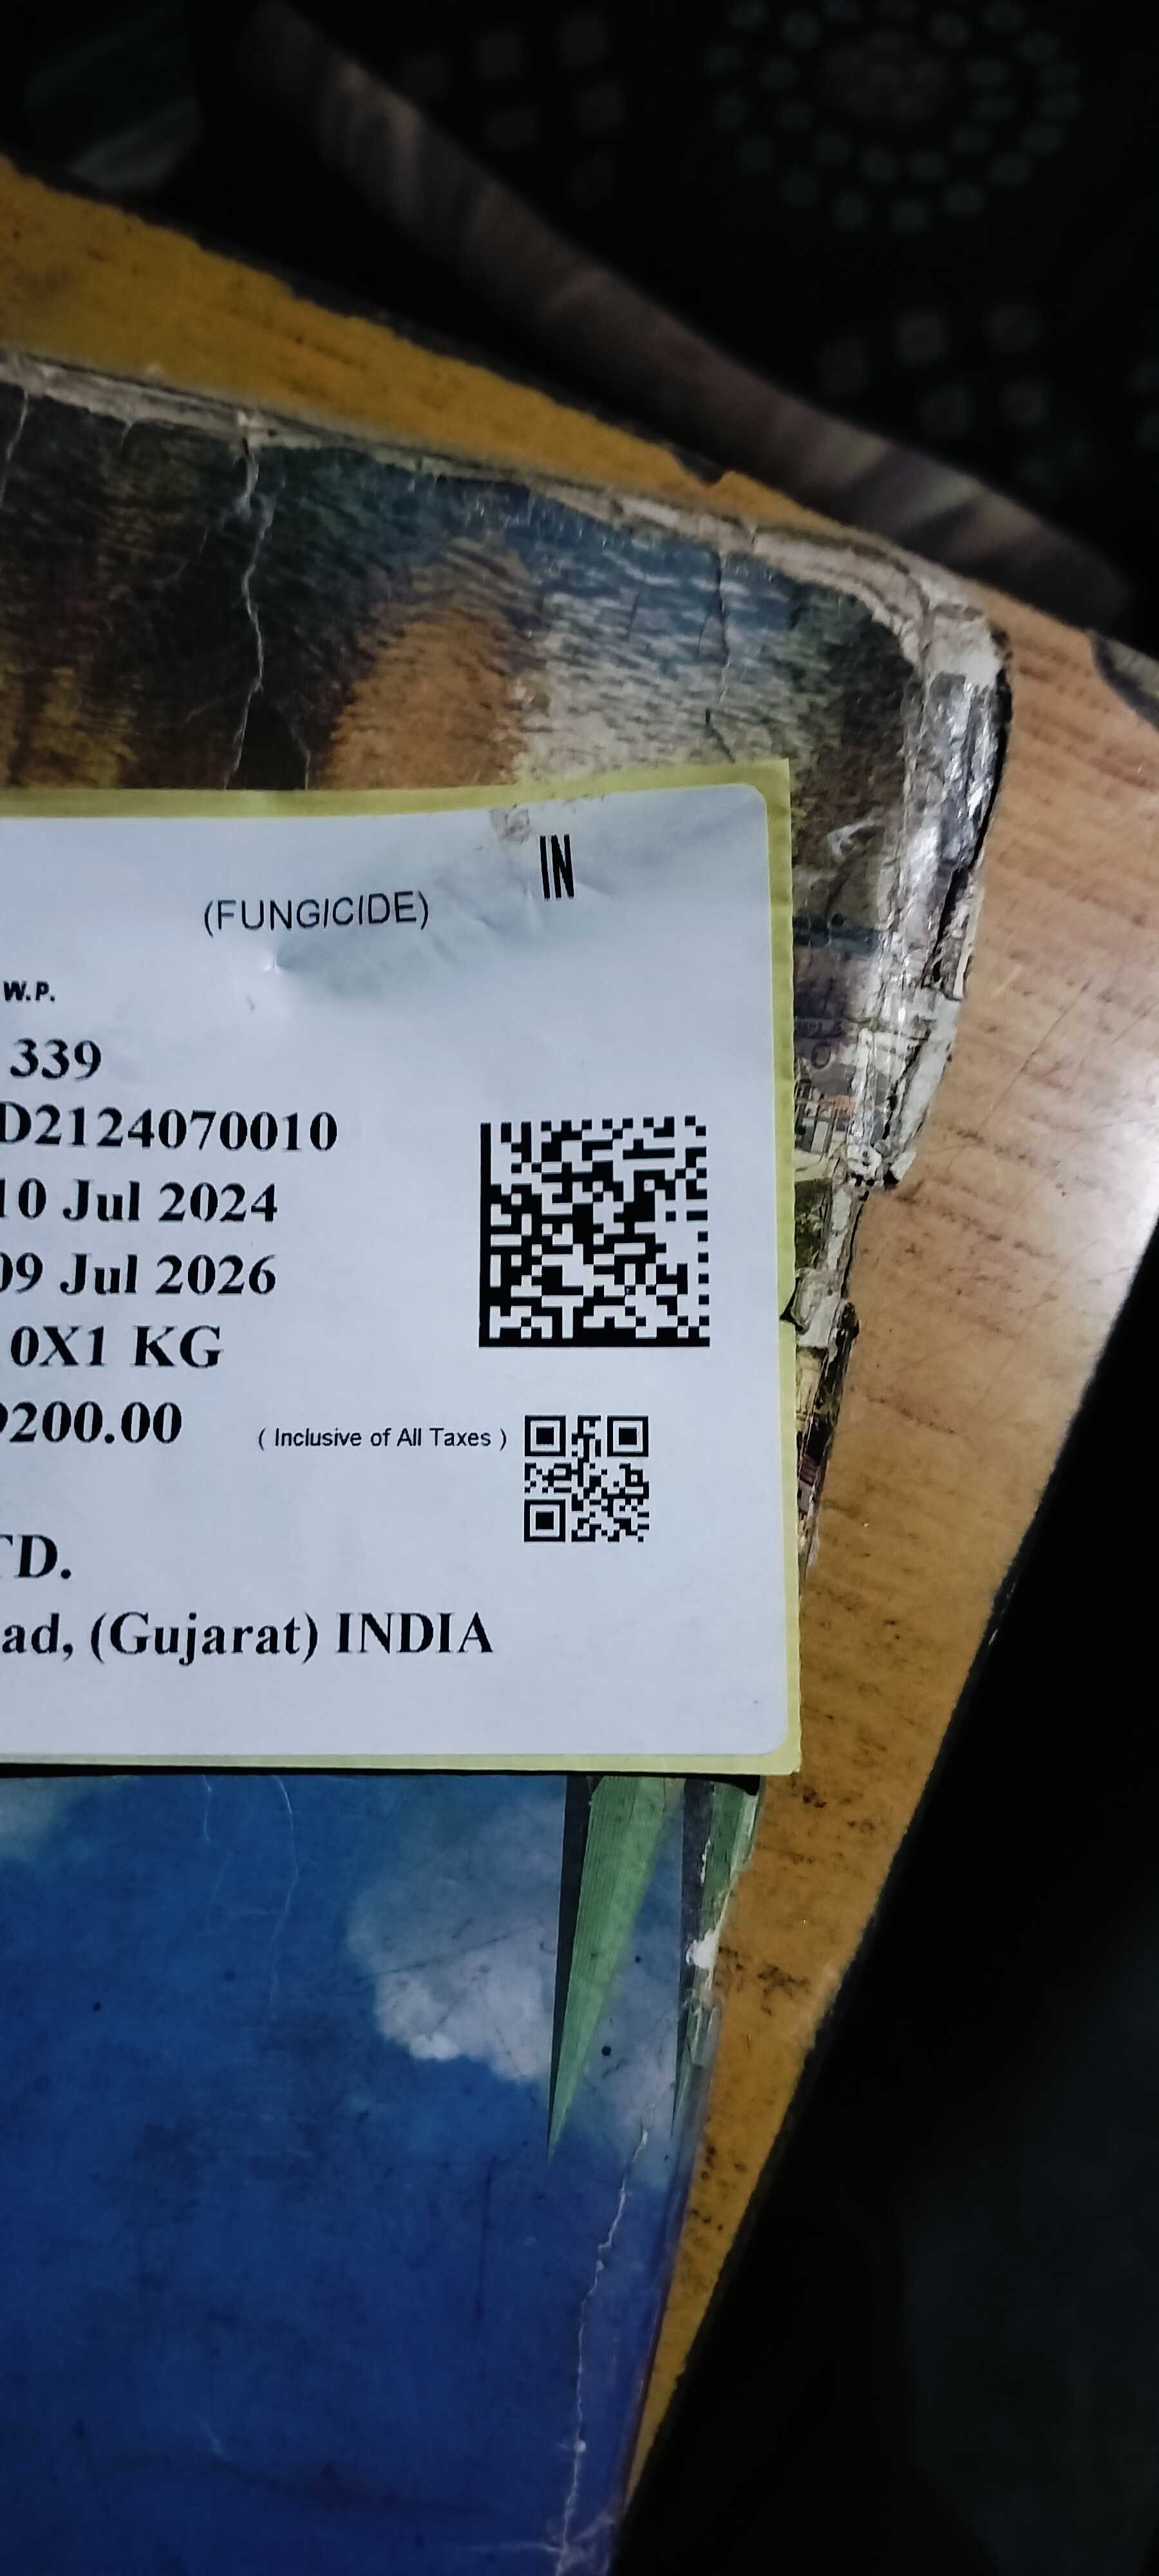 IN
(FUNGICIDE)
W.P.
339
D2124070010
10 Jul 2024
09 Jul 2026
0X1 KG
200.00 ( Inclusive of All Taxes )
TD.
ad, (Gujarat) INDIA